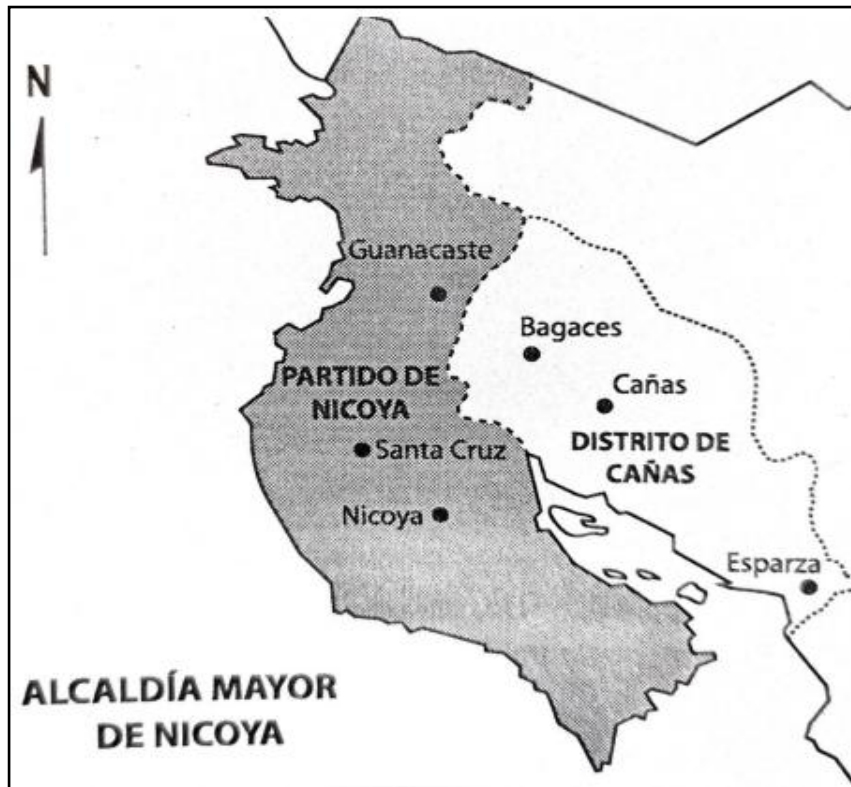 N
Guanacaste
Bagaces
PARTIDO DE
NICOYA
Cañas
DISTRITO DE
CAÑAS
Santa Cruz
Nicoya
Esparza
ALCALDÍA MAYOR
DE NICOYA